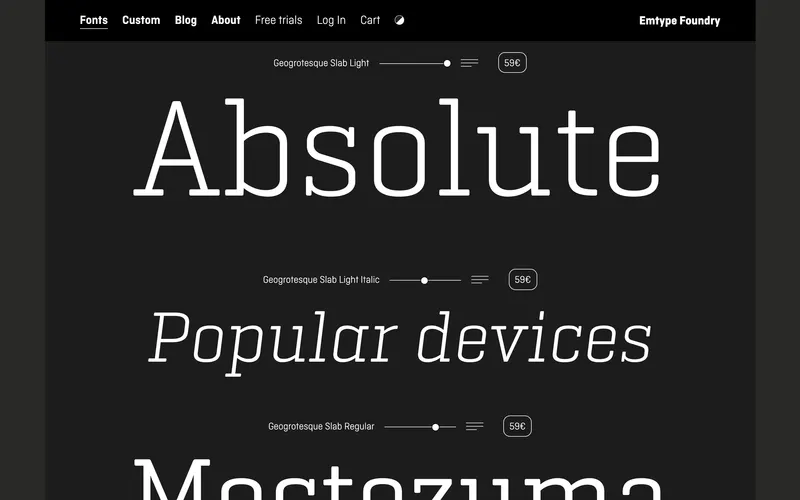 Fonts Custom Blog About Free trials Log In Cart Emtype Foundry
Geogrotesque Slab Light 59€
Absolute
Geogrotesque Slab Light Italic 59€
Popular devices
Geogrotesque Slab Regular 59€
Moctezuma